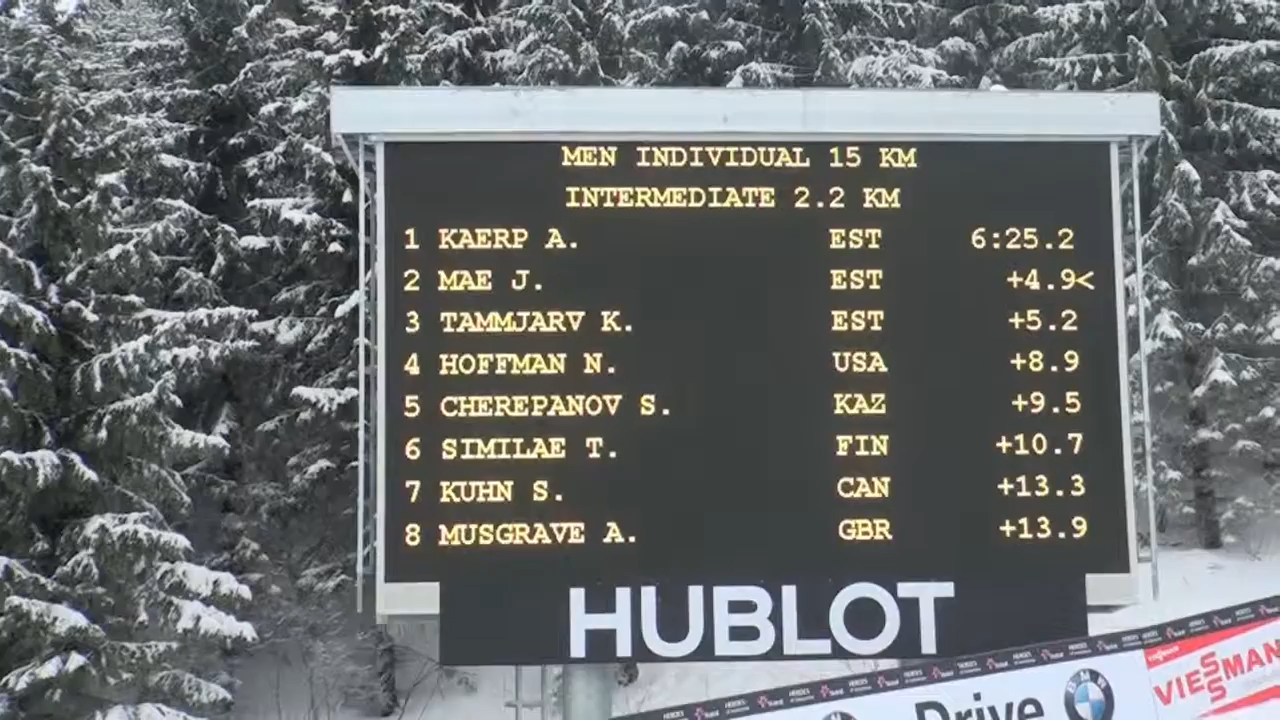 MEN INDIVIDUAL 15 KM
INTERMEDIATE 2.2 KM
1 KAERP A. EST 6:25.2
2 MAE J. EST +4.9<
3 TAMMJARV K. EST +5.2
4 HOFFMAN N. USA +8.9
5 CHEREPANOV S. KAZ +9.5
6 SIMILAE T. FIN +10.7
7 KUHN S. CAN +13.3
8 MUSGRAVE A. GBR +13.9
HUBLOT
Drive
BMW
VIESSMAN